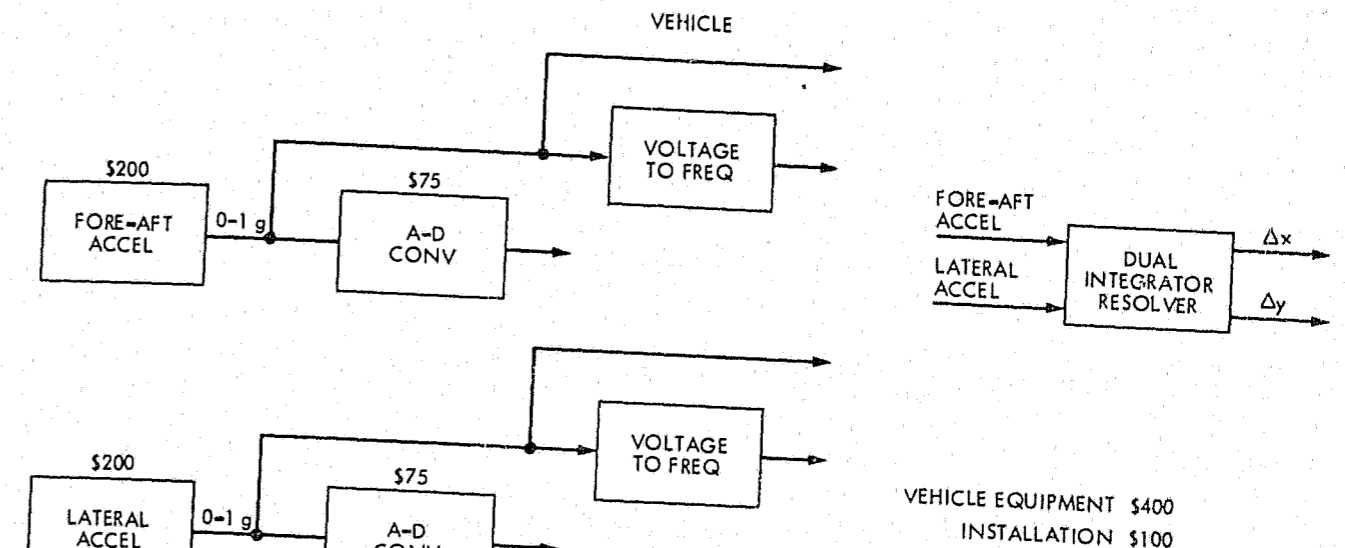 VEHICLE
VOLTAGE
TO FREQ
$200
FORE-AFT
ACCEL
0-1 g
$75
A-D
CONV
FORE-AFT
ACCEL
LATERAL
ACCEL
DUAL
INTEGRATOR
RESOLVER
Δx
Δy
VOLTAGE
TO FREQ
$200
LATERAL
ACCEL
0-1 g
$75
A-D
CONV
VEHICLE EQUIPMENT $400
INSTALLATION $100